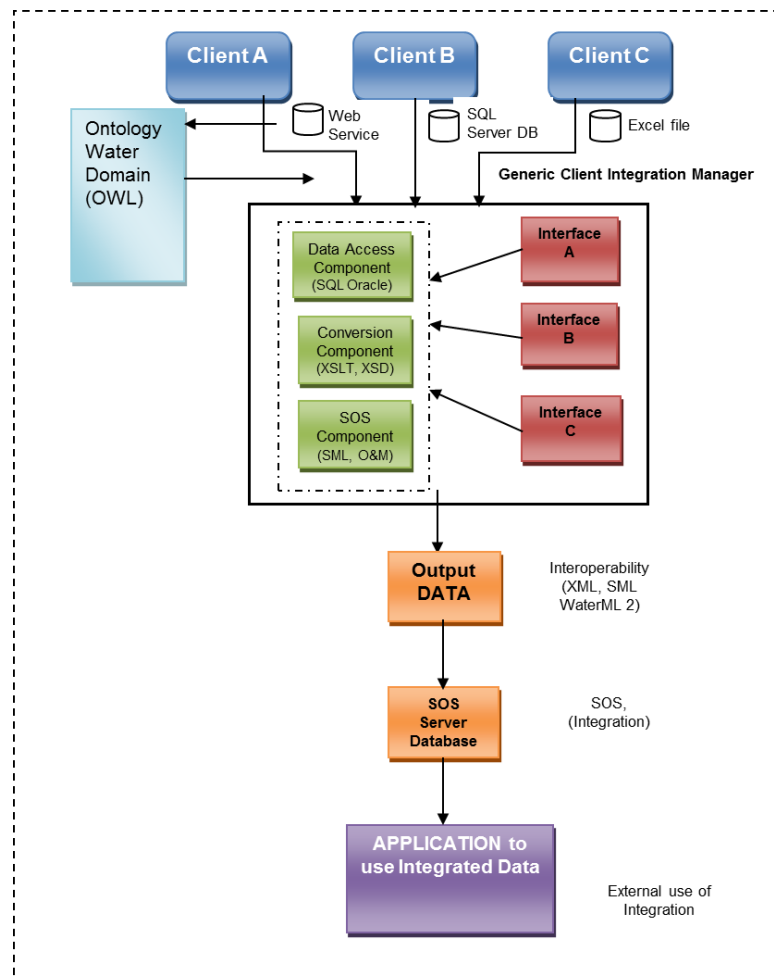 Client A
Client B
Client C
Ontology
Water
Domain
(OWL)
Web
Service
SQL
Server DB
Excel file
Generic Client Integration Manager
Data Access
Component
(SQL Oracle)
Conversion
Component
(XSLT, XSD)
SOS
Component
(SML, O&M)
Interface
A
Interface
B
Interface
C
Output
DATA
Interoperability
(XML, SML
WaterML 2)
SOS
Server
Database
SOS,
(Integration)
APPLICATION to
use Integrated Data
External use of
Integration